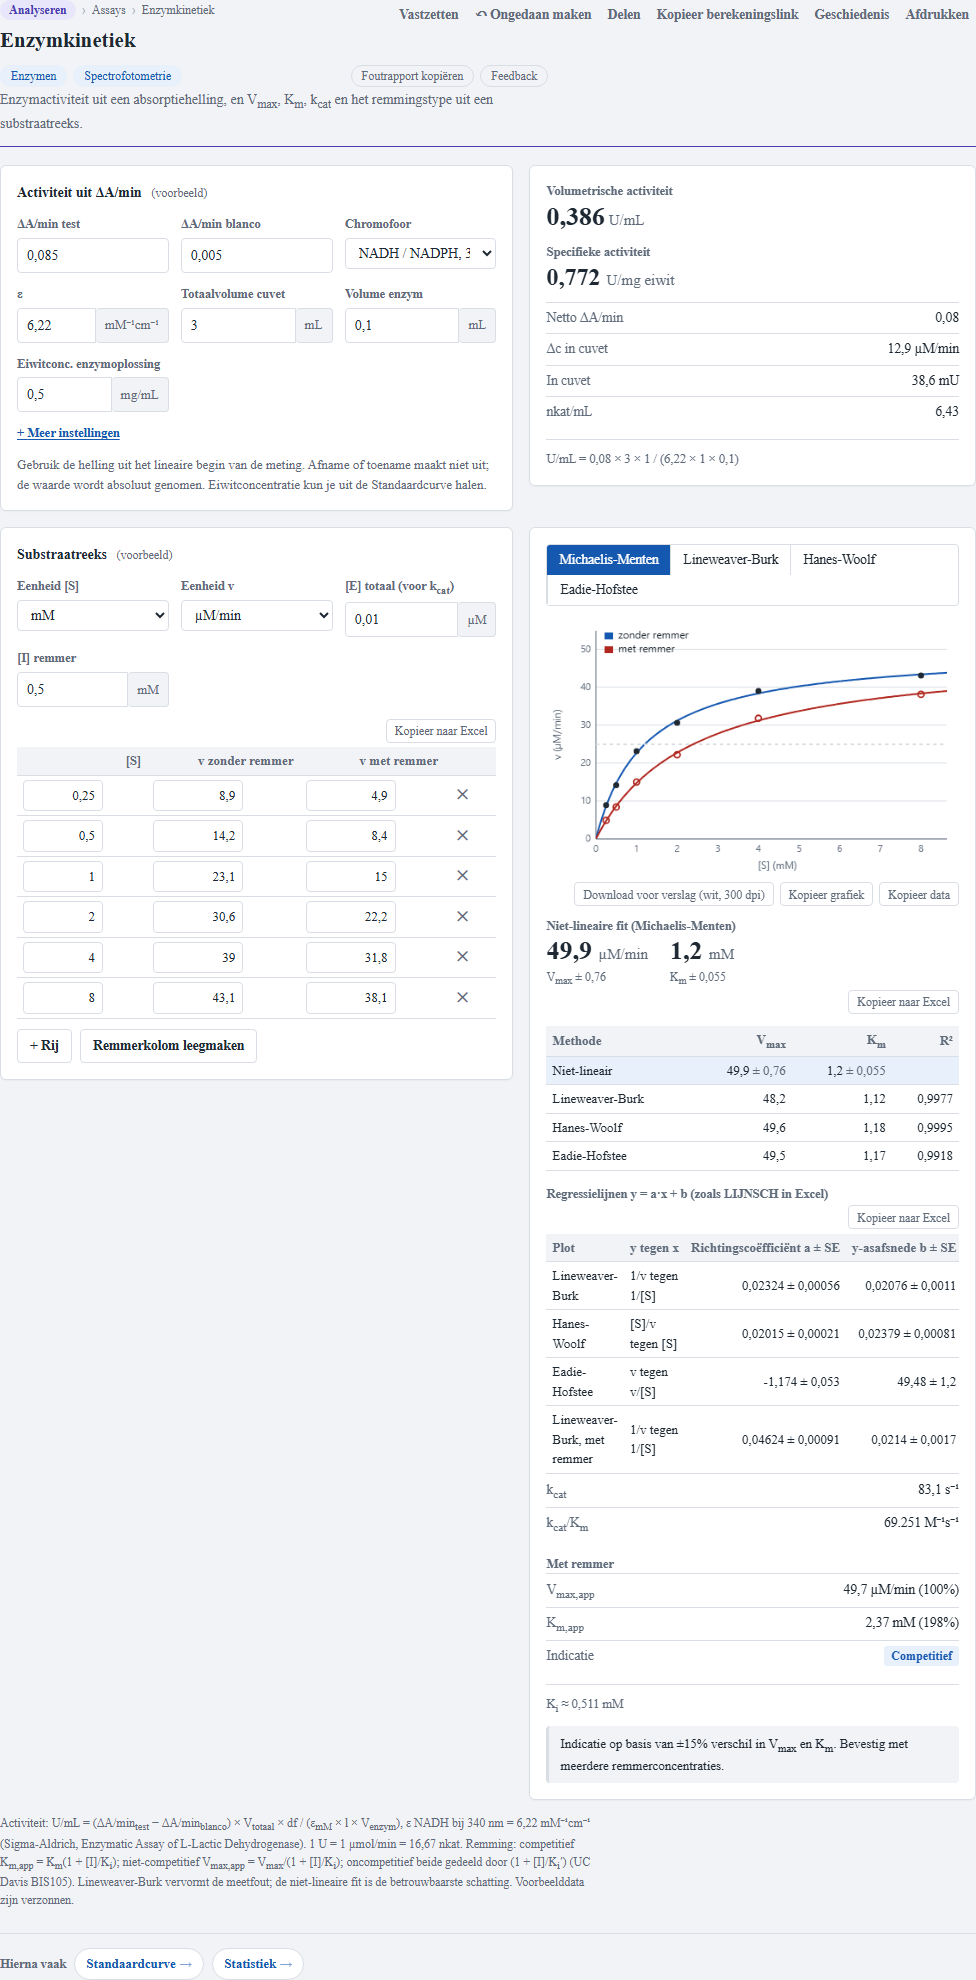 Analyseren › Assays › Enzymkinetiek
Vastzetten ↶ Ongedaan maken Delen Kopieer berekeningslink Geschiedenis Afdrukken
Enzymkinetiek
Enzymen Spectrofotometrie
Foutrapport kopiëren Feedback
Enzymactiviteit uit een absorptiehelling, en Vmax, Km, kcat en het remmingstype uit een
substraatreeks.
Activiteit uit ΔA/min (voorbeeld)
ΔA/min test ΔA/min blanco Chromofoor
0,085 0,005 NADH / NADPH, 3
ε Totaalvolume cuvet Volume enzym
6,22 mM⁻¹cm⁻¹ 3 mL 0,1 mL
Eiwitconc. enzymoplossing
0,5 mg/mL
+ Meer instellingen
Gebruik de helling uit het lineaire begin van de meting. Afname of toename maakt niet uit;
de waarde wordt absoluut genomen. Eiwitconcentratie kun je uit de Standaardcurve halen.
Volumetrische activiteit
0,386 U/mL
Specifieke activiteit
0,772 U/mg eiwit
Netto ΔA/min 0,08
Δc in cuvet 12,9 µM/min
In cuvet 38,6 mU
nkat/mL 6,43
U/mL = 0,08 × 3 × 1 / (6,22 × 1 × 0,1)
Substraatreeks (voorbeeld)
Eenheid [S] Eenheid v [E] totaal (voor kcat)
mM µM/min 0,01 µM
[I] remmer
0,5 mM
Kopieer naar Excel
[S] v zonder remmer v met remmer
0,25 8,9 4,9 ×
0,5 14,2 8,4 ×
1 23,1 15 ×
2 30,6 22,2 ×
4 39 31,8 ×
8 43,1 38,1 ×
+ Rij Remmerkolom leegmaken
Michaelis-Menten Lineweaver-Burk Hanes-Woolf
Eadie-Hofstee
zonder remmer
met remmer
50
40
30
20
10
0
v (µM/min)
0 1 2 3 4 5 6 7 8
[S] (mM)
Download voor verslag (wit, 300 dpi) Kopieer grafiek Kopieer data
Niet-lineaire fit (Michaelis-Menten)
49,9 µM/min 1,2 mM
Vmax ± 0,76 Km ± 0,055
Kopieer naar Excel
Methode Vmax Km R²
Niet-lineair 49,9 ± 0,76 1,2 ± 0,055
Lineweaver-Burk 48,2 1,12 0,9977
Hanes-Woolf 49,6 1,18 0,9995
Eadie-Hofstee 49,5 1,17 0,9918
Regressielijnen y = a·x + b (zoals LIJNSCH in Excel)
Kopieer naar Excel
Plot y tegen x Richtingscoëfficiënt a ± SE y-asafsnede b ± SE
Lineweaver-
Burk
1/v tegen
1/[S]
0,02324 ± 0,00056 0,02076 ± 0,0011
Hanes-
Woolf
[S]/v
tegen [S]
0,02015 ± 0,00021 0,02379 ± 0,00081
Eadie-
Hofstee
v tegen
v/[S]
-1,174 ± 0,053 49,48 ± 1,2
Lineweaver-
Burk, met
remmer
1/v tegen
1/[S]
0,04624 ± 0,00091 0,0214 ± 0,0017
kcat 83,1 s⁻¹
kcat/Km 69.251 M⁻¹s⁻¹
Met remmer
Vmax,app 49,7 µM/min (100%)
Km,app 2,37 mM (198%)
Indicatie Competitief
Ki ≈ 0,511 mM
Indicatie op basis van ±15% verschil in Vmax en Km. Bevestig met
meerdere remmerconcentraties.
Activiteit: U/mL = (ΔA/mintest − ΔA/minblanco) × Vtotaal × df / (εmM × l × Venzym), ε NADH bij 340 nm = 6,22 mM⁻¹cm⁻¹
(Sigma-Aldrich, Enzymatic Assay of L-Lactic Dehydrogenase). 1 U = 1 µmol/min = 16,67 nkat. Remming: competitief
Km,app = Km(1 + [I]/Ki); niet-competitief Vmax,app = Vmax/(1 + [I]/Ki); oncompetitief beide gedeeld door (1 + [I]/Ki') (UC
Davis BIS105). Lineweaver-Burk vervormt de meetfout; de niet-lineaire fit is de betrouwbaarste schatting. Voorbeelddata
zijn verzonnen.
Hierna vaak Standaardcurve → Statistiek →